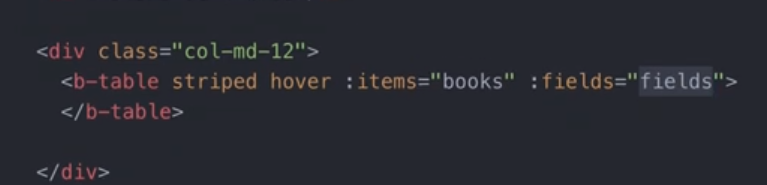 <div class="col-md-12">
<b-table striped hover :items="books" :fields="fields">
</b-table>
</div>